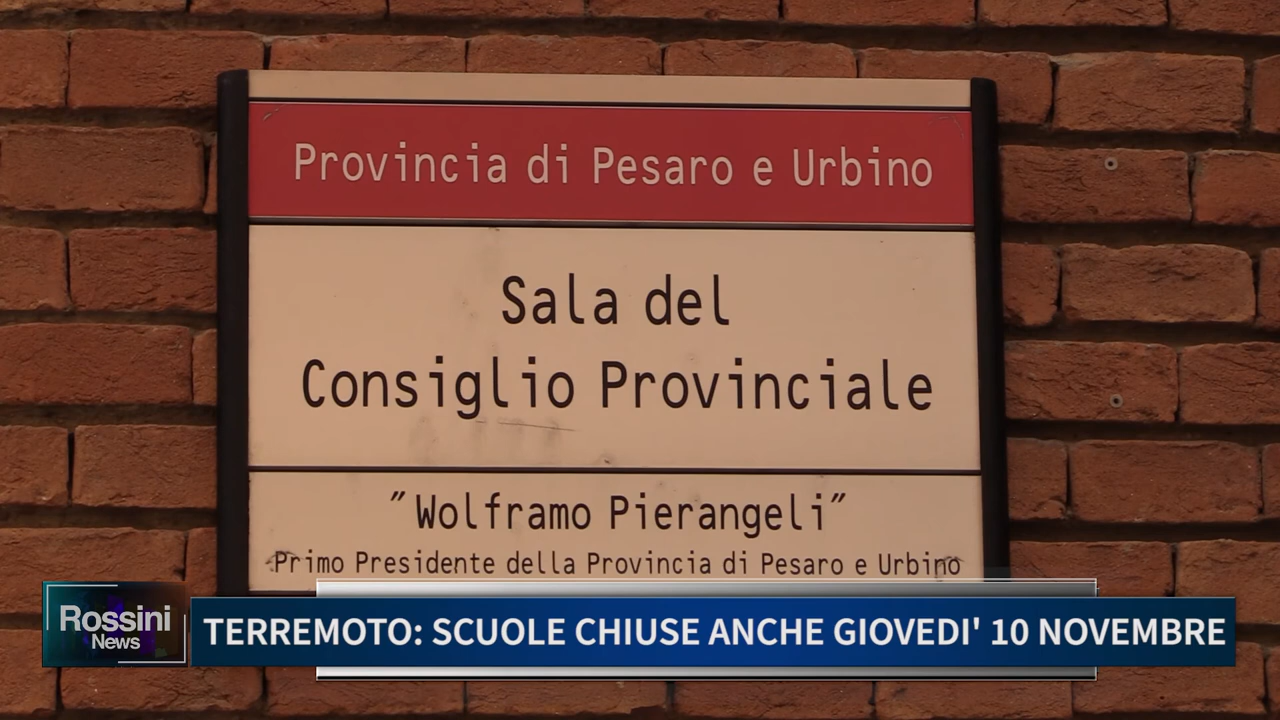 Provincia di Pesaro e Urbino
Sala del
Consiglio Provinciale
"Wolframo Pierangeli"
Primo Presidente della Provincia di Pesaro e Urbino
Rossini
News
TERREMOTO: SCUOLE CHIUSE ANCHE GIOVEDI' 10 NOVEMBRE